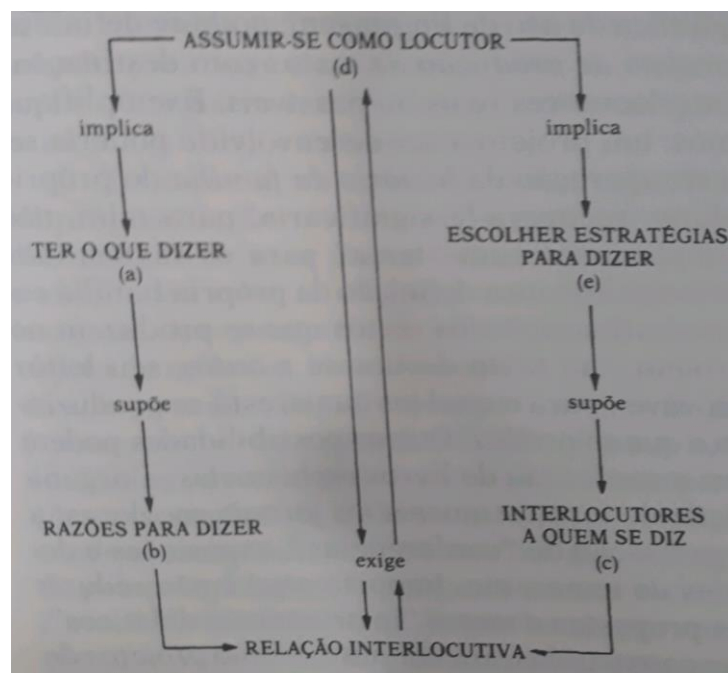 ASSUMIR-SE COMO LOCUTOR
(d)
implica
implica
TER O QUE DIZER
(a)
ESCOLHER ESTRATÉGIAS
PARA DIZER
(e)
supõe
supõe
RAZÕES PARA DIZER
(b)
INTERLOCUTORES
A QUEM SE DIZ
(c)
exige
RELAÇÃO INTERLOCUTIVA